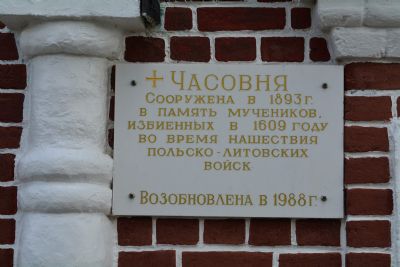 + ЧАСОВНЯ
СООРУЖЕНА В 1893 Г.
В ПАМЯТЬ МУЧЕНИКОВ,
ИЗБИЕННЫХ В 1609 ГОДУ
ВО ВРЕМЯ НАШЕСТВИЯ
ПОЛЬСКО-ЛИТОВСКИХ
ВОЙСК
ВОЗОБНОВЛЕНА В 1988 Г.